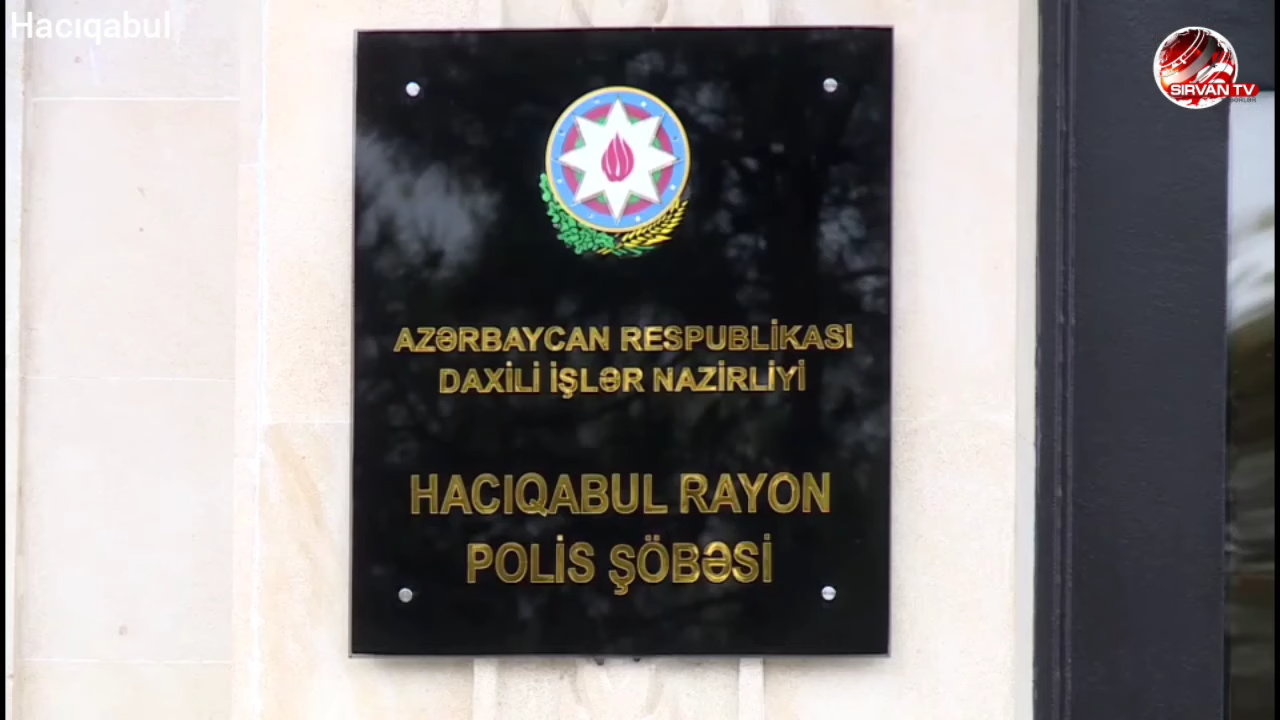 Hacıqabul
SIRVAN TV
AZƏRBAYCAN RESPUBLİKASI
DAXİLİ İŞLƏR NAZİRLİYİ
HACIQABUL RAYON
POLİS ŞÖBƏSİ